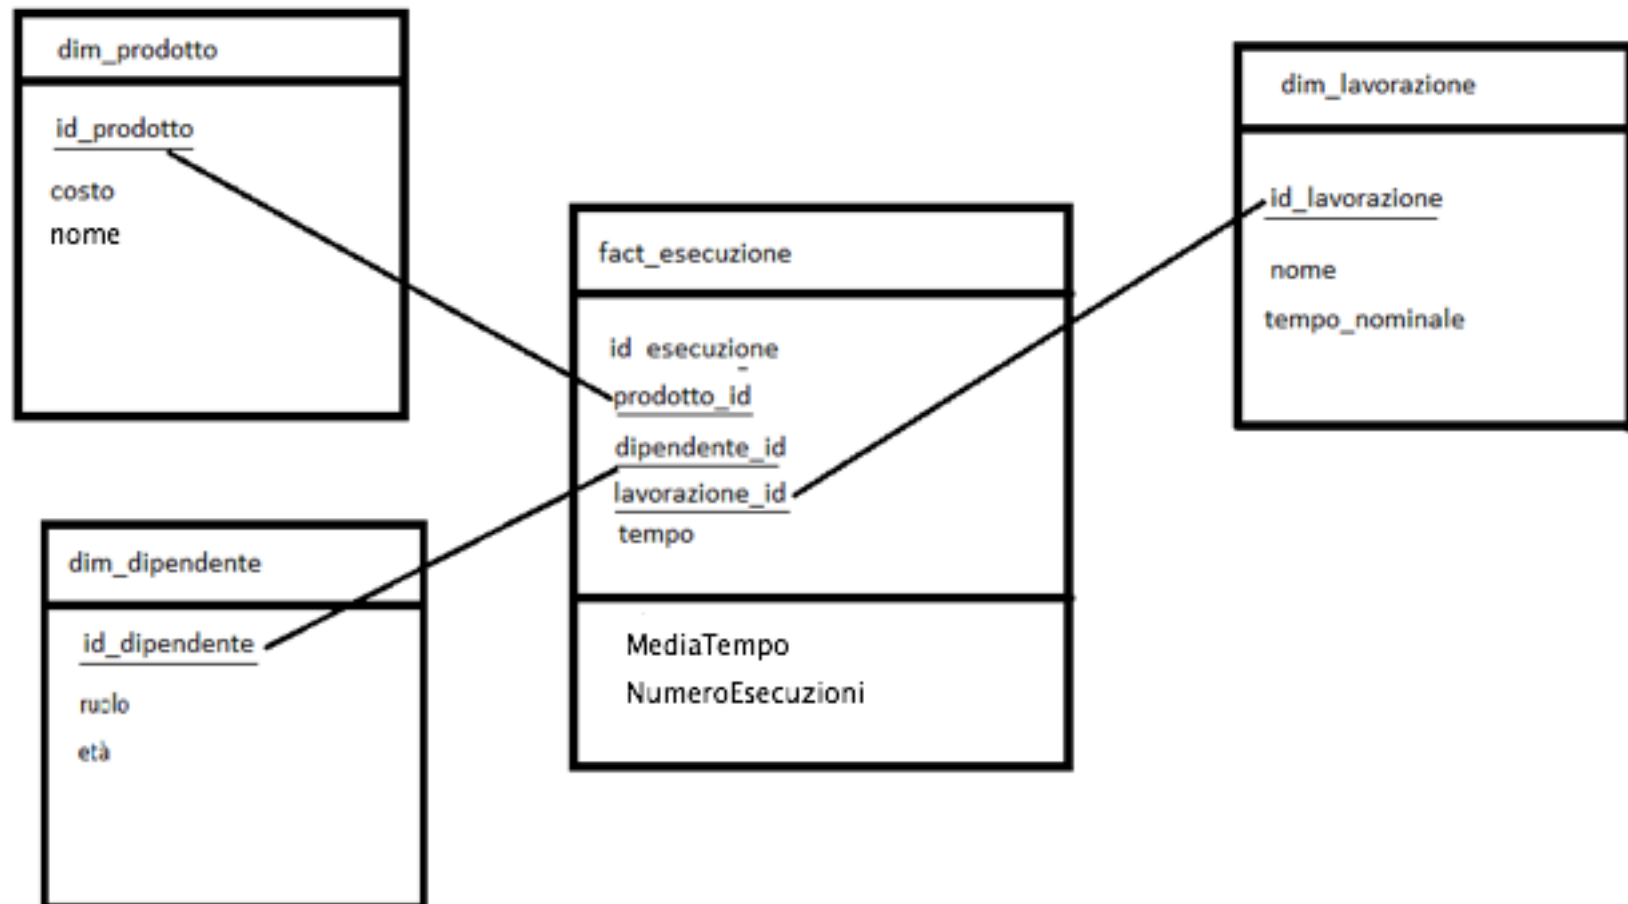 dim_prodotto
id_prodotto
costo
nome
dim_lavorazione
id_lavorazione
nome
tempo_nominale
fact_esecuzione
id esecuzione
prodotto_id
dipendente_id
lavorazione_id
tempo
MediaTempo
NumeroEsecuzioni
dim_dipendente
id_dipendente
ruolo
età